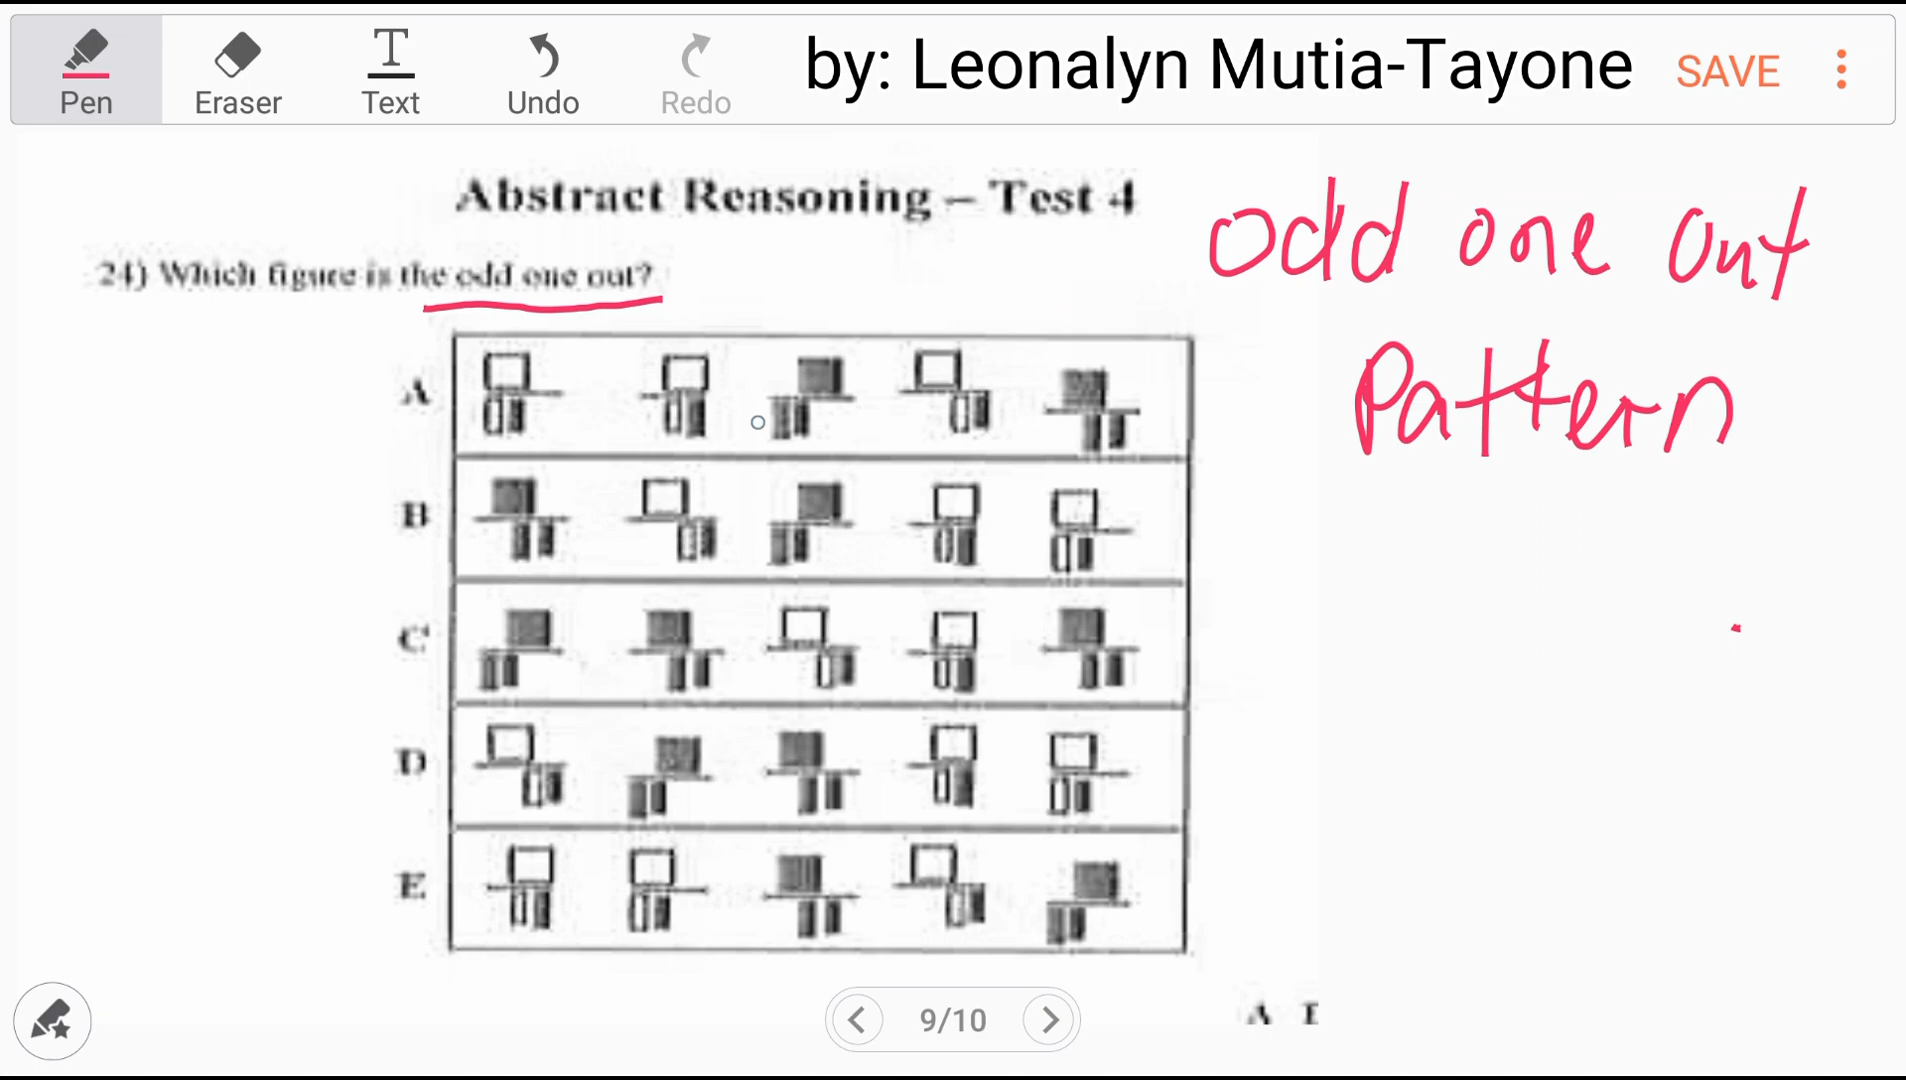 by: Leonalyn Mutia-Tayone
SAVE
Pen
Eraser
Text
Undo
Redo
Abstract Reasoning – Test 4
odd one out
24) Which figure is the odd one out?
Pattern
A
B
C
D
E
9/10
A